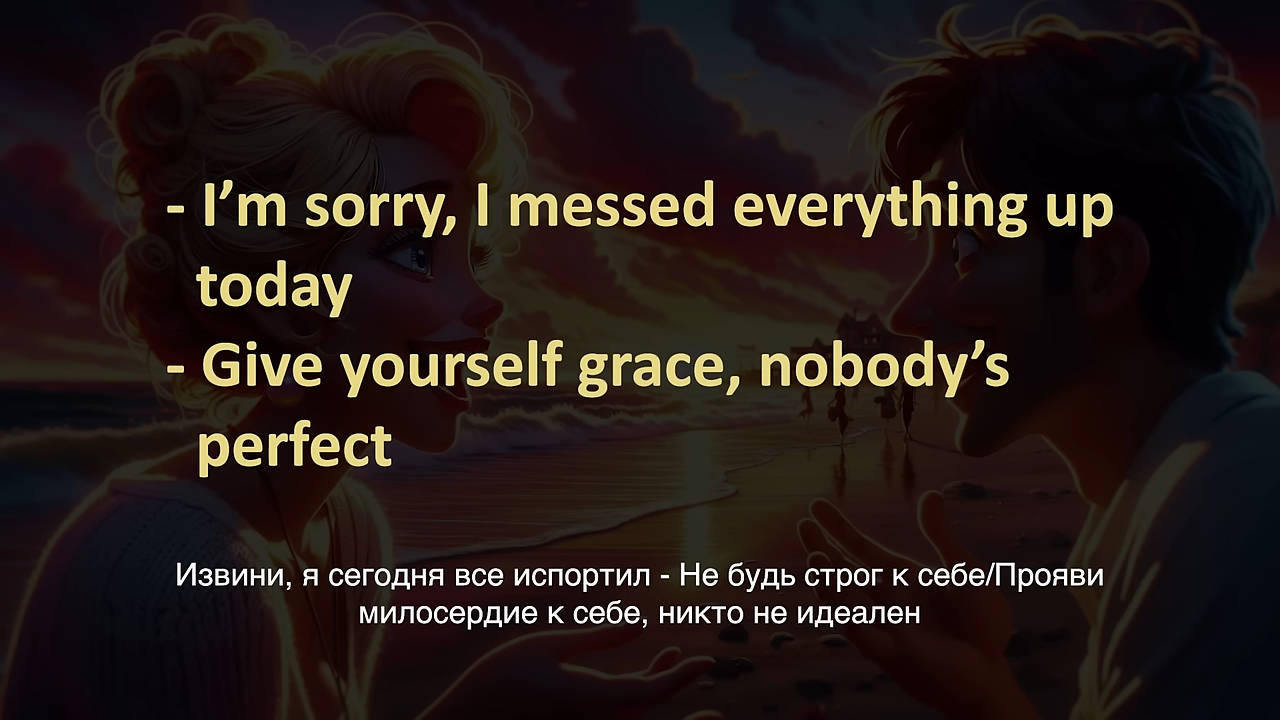 - I’m sorry, I messed everything up
today
- Give yourself grace, nobody’s
perfect
Извини, я сегодня все испортил - Не будь строг к себе/Прояви
милосердие к себе, никто не идеален